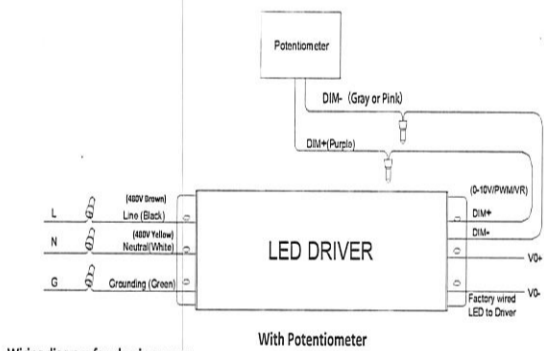 Potentiometer
DIM- (Gray or Pink)
DIM+(Purple)
(480V Brown)
L Line (Black)
(480V Yellow)
N Neutral(White)
G Grounding (Green)
LED DRIVER
(0-10V/PWM/VR)
DIM+
DIM-
V0+
V0-
Factory wired
LED to Driver
With Potentiometer